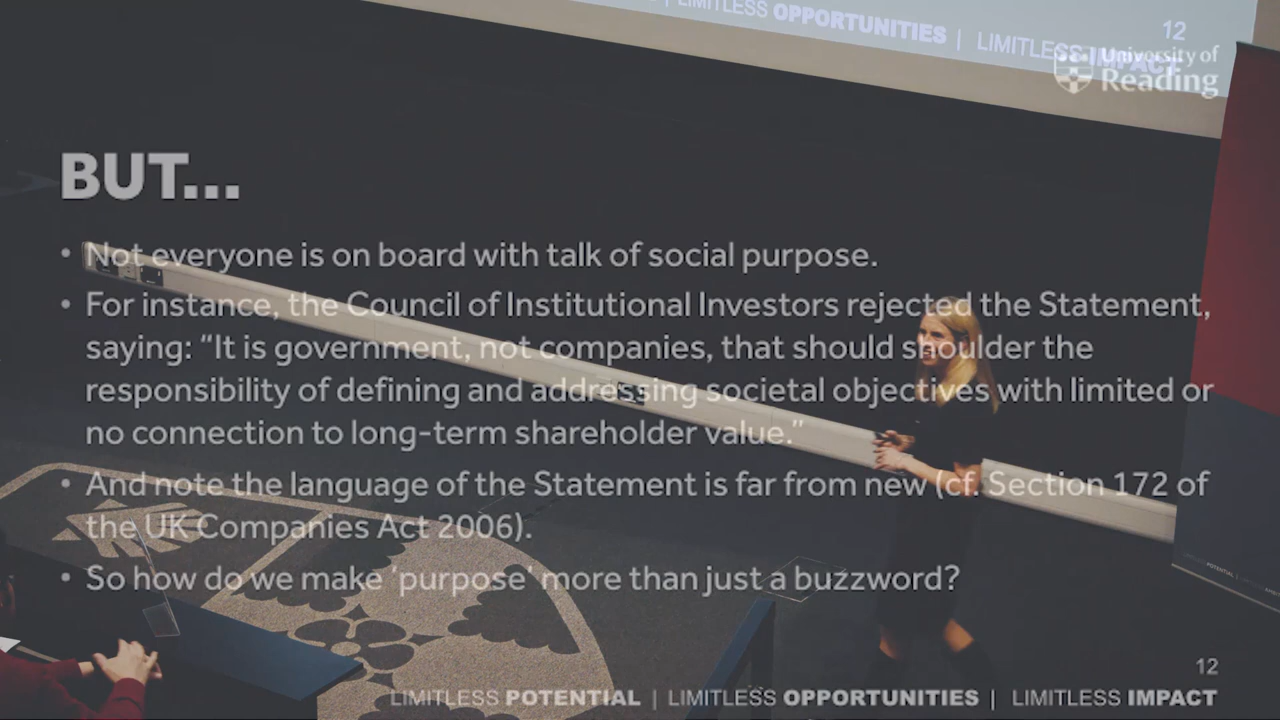 LIMITLESS OPPORTUNITIES | LIMITLESS IMPACT
12
University of
Reading
BUT...
• Not everyone is on board with talk of social purpose.
• For instance, the Council of Institutional Investors rejected the Statement,
saying: “It is government, not companies, that should shoulder the
responsibility of defining and addressing societal objectives with limited or
no connection to long-term shareholder value.”
• And note the language of the Statement is far from new (cf. Section 172 of
the UK Companies Act 2006).
• So how do we make ‘purpose’ more than just a buzzword?
12
LIMITLESS POTENTIAL | LIMITLESS OPPORTUNITIES | LIMITLESS IMPACT